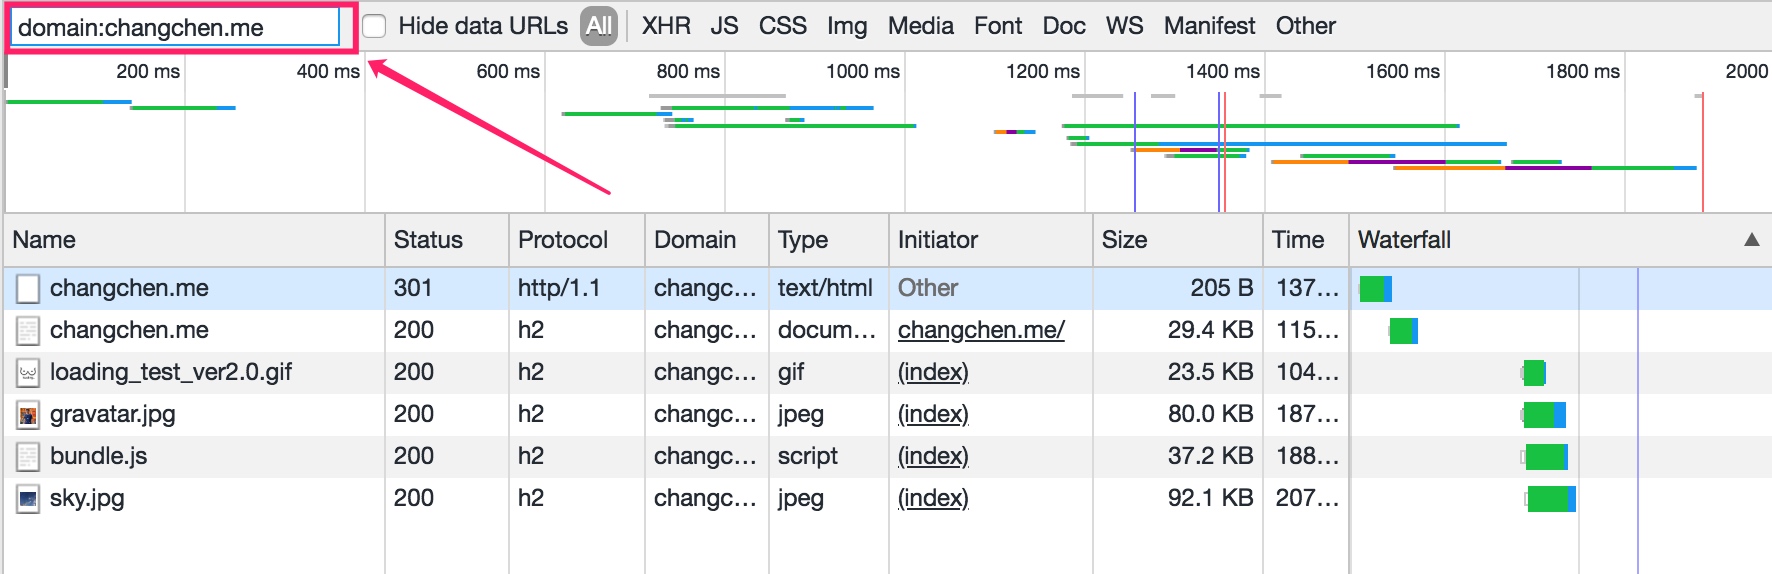 domain:changchen.me Hide data URLs All XHR JS CSS Img Media Font Doc WS Manifest Other
200 ms 400 ms 600 ms 800 ms 1000 ms 1200 ms 1400 ms 1600 ms 1800 ms 2000
Name Status Protocol Domain Type Initiator Size Time Waterfall ▲
changchen.me 301 http/1.1 changc... text/html Other 205 B 137...
changchen.me 200 h2 changc... docum... changchen.me/ 29.4 KB 115...
loading_test_ver2.0.gif 200 h2 changc... gif (index) 23.5 KB 104...
gravatar.jpg 200 h2 changc... jpeg (index) 80.0 KB 187...
bundle.js 200 h2 changc... script (index) 37.2 KB 188...
sky.jpg 200 h2 changc... jpeg (index) 92.1 KB 207...